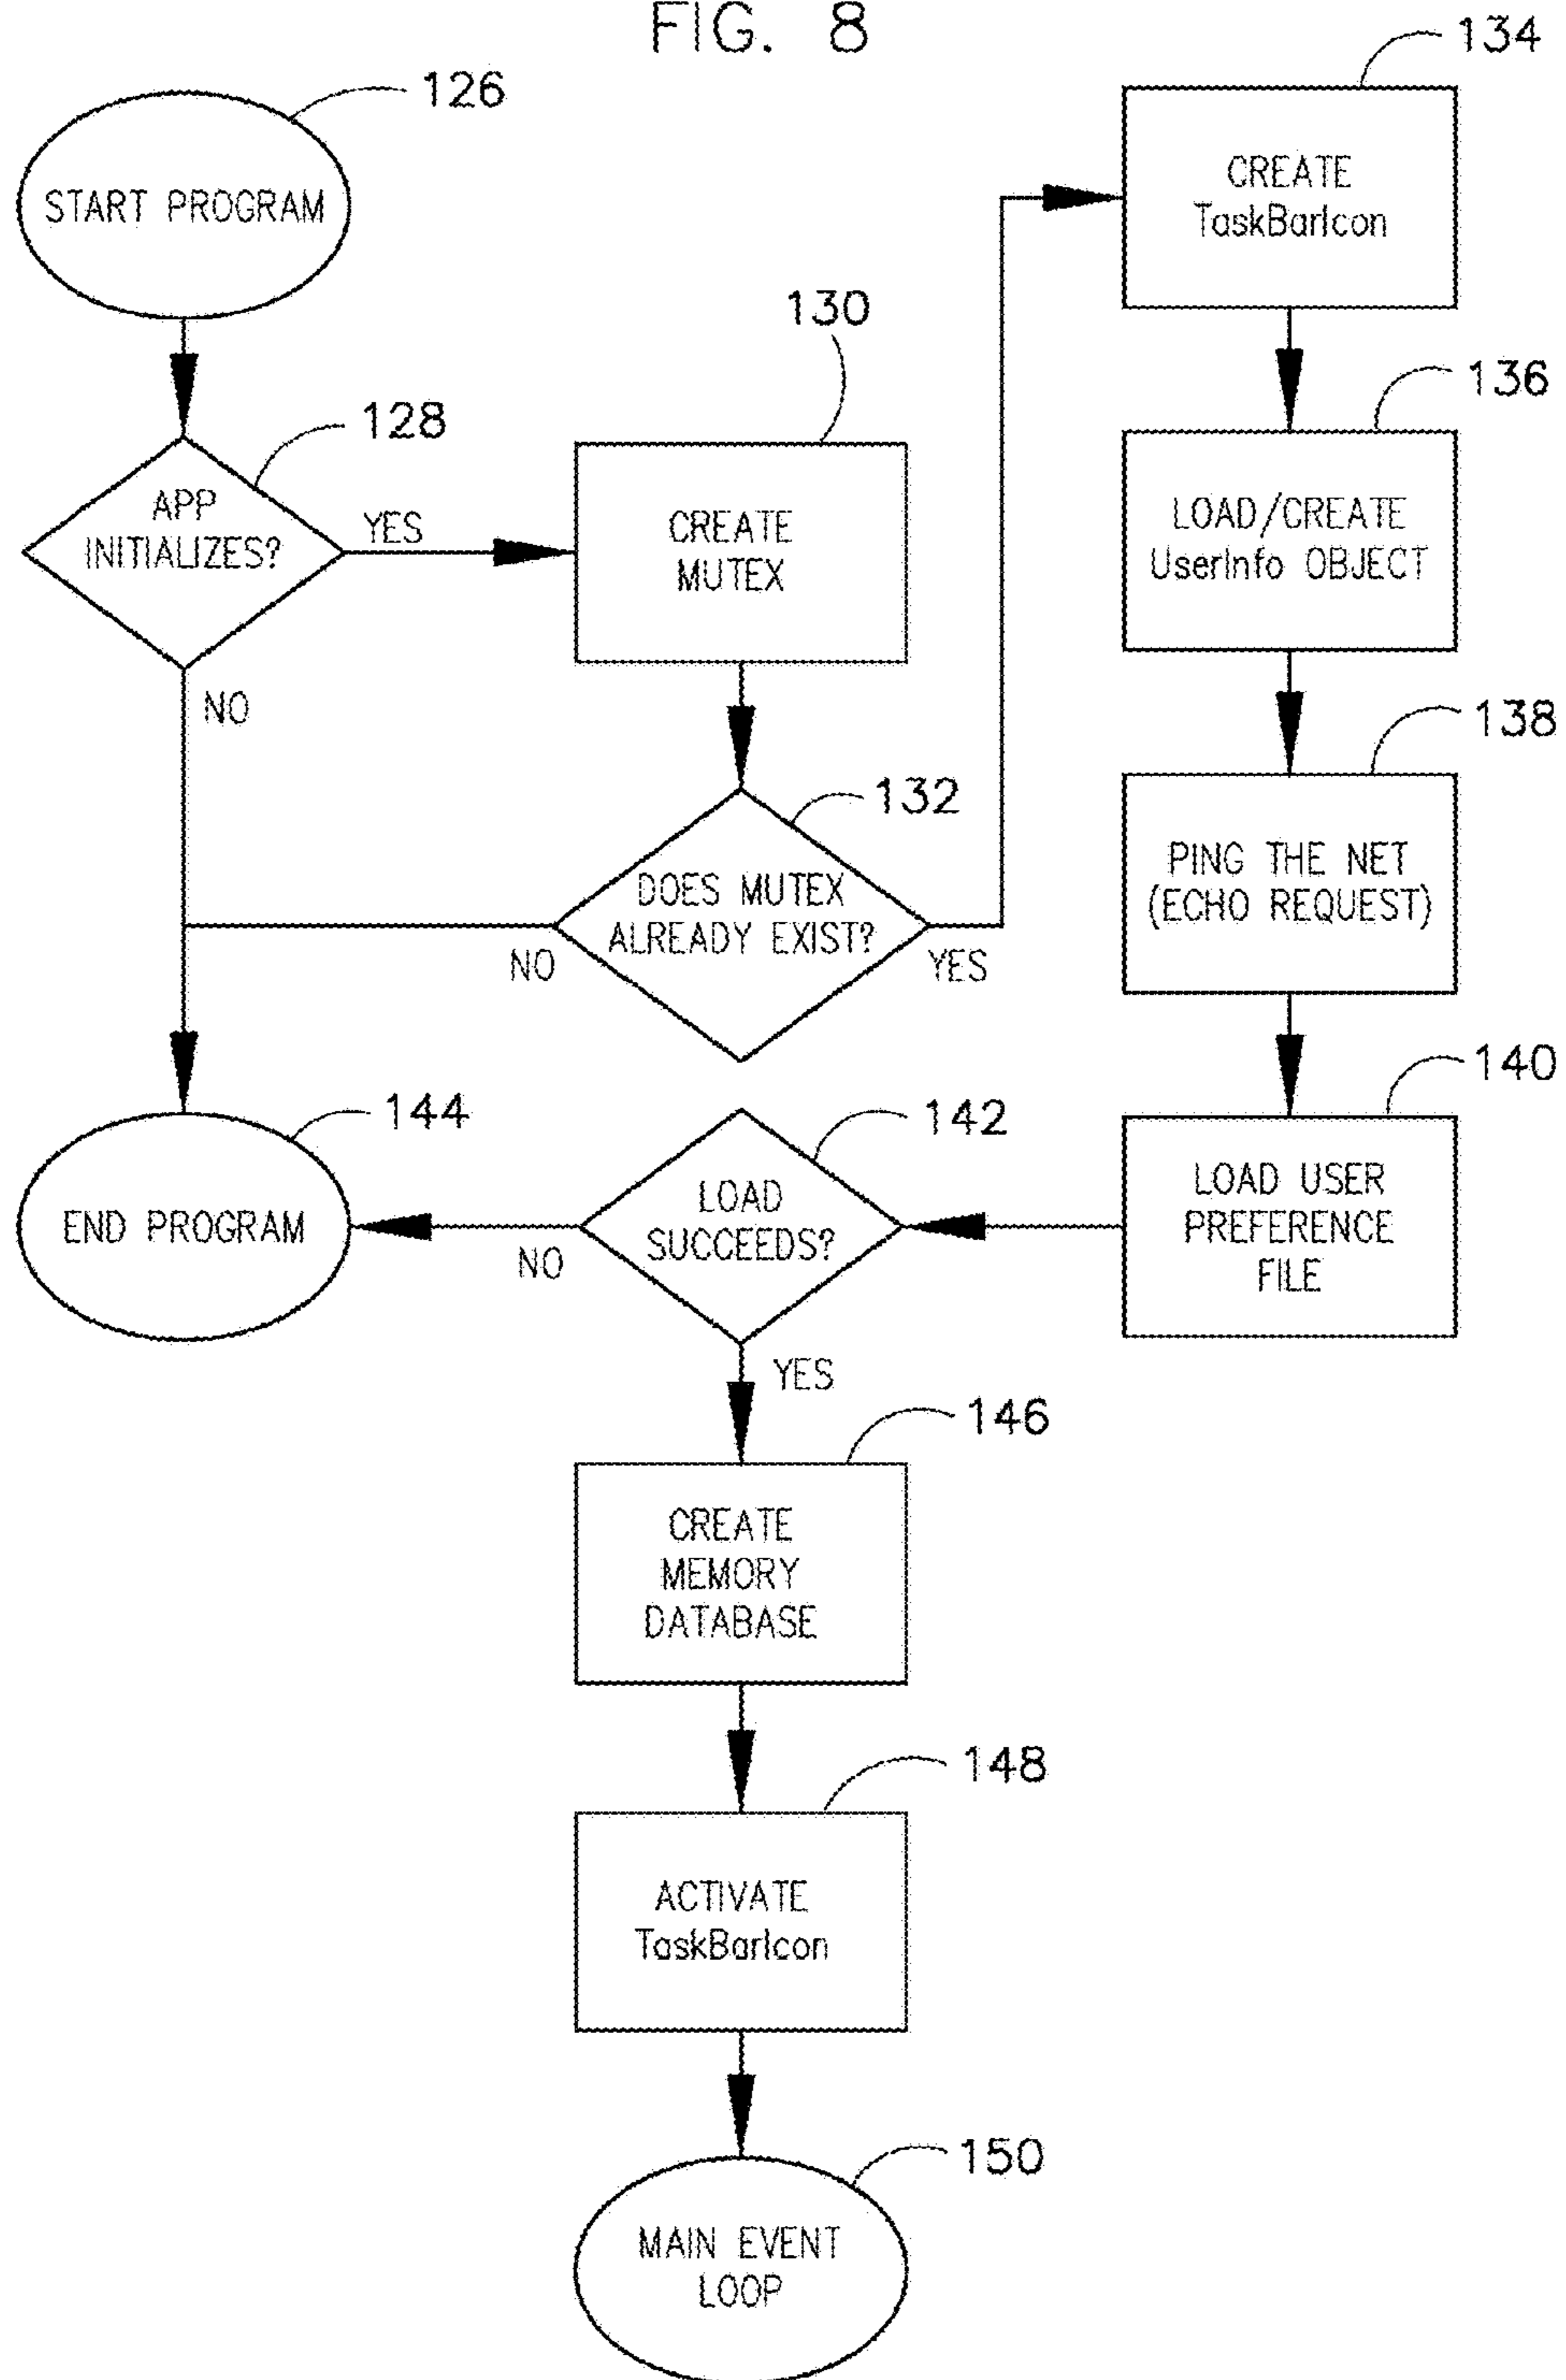 FIG. 8
126
START PROGRAM
128
APP
INITIALIZES?
YES
NO
130
CREATE
MUTEX
132
DOES MUTEX
ALREADY EXIST?
NO
YES
134
CREATE
TaskBarIcon
136
LOAD/CREATE
UserInfo OBJECT
138
PING THE NET
(ECHO REQUEST)
140
LOAD USER
PREFERENCE
FILE
142
LOAD
SUCCEEDS?
NO
YES
144
END PROGRAM
146
CREATE
MEMORY
DATABASE
148
ACTIVATE
TaskBarIcon
150
MAIN EVENT
LOOP